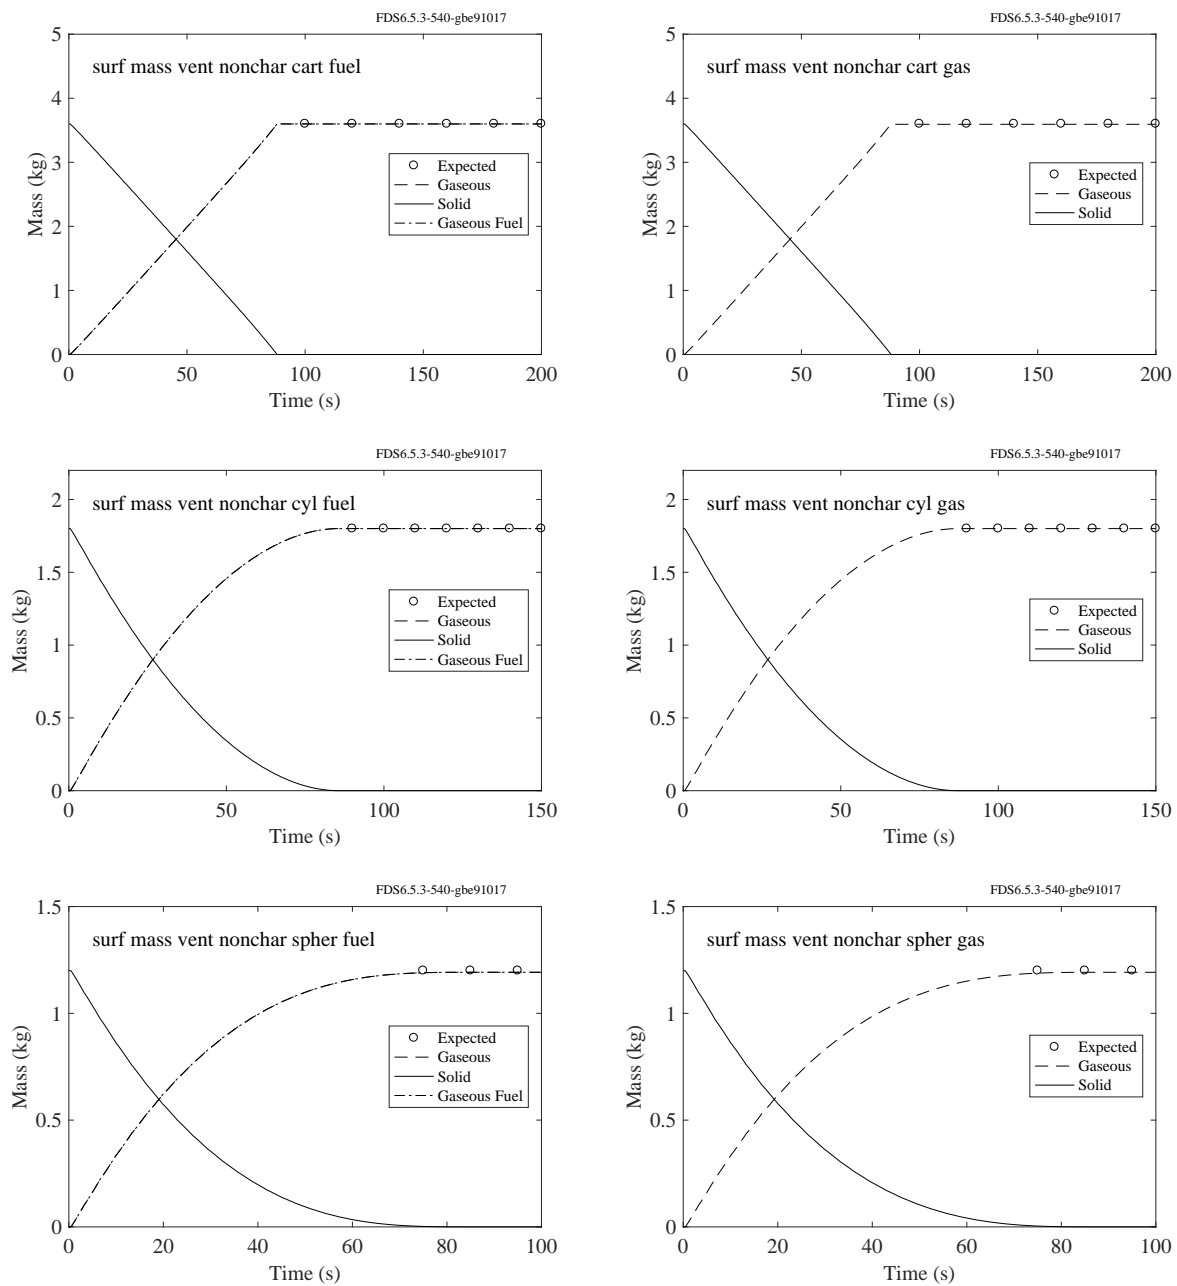 FDS6.5.3-540-gbe91017
surf mass vent nonchar cart fuel
5
4
3
2
1
0
Mass (kg)
Expected
Gaseous
Solid
Gaseous Fuel
0 50 100 150 200
Time (s)
FDS6.5.3-540-gbe91017
surf mass vent nonchar cart gas
5
4
3
2
1
0
Mass (kg)
Expected
Gaseous
Solid
0 50 100 150 200
Time (s)
FDS6.5.3-540-gbe91017
surf mass vent nonchar cyl fuel
2
1.5
1
0.5
0
Mass (kg)
Expected
Gaseous
Solid
Gaseous Fuel
0 50 100 150
Time (s)
FDS6.5.3-540-gbe91017
surf mass vent nonchar cyl gas
2
1.5
1
0.5
0
Mass (kg)
Expected
Gaseous
Solid
0 50 100 150
Time (s)
FDS6.5.3-540-gbe91017
surf mass vent nonchar spher fuel
1.5
1
0.5
0
Mass (kg)
Expected
Gaseous
Solid
Gaseous Fuel
0 20 40 60 80 100
Time (s)
FDS6.5.3-540-gbe91017
surf mass vent nonchar spher gas
1.5
1
0.5
0
Mass (kg)
Expected
Gaseous
Solid
0 20 40 60 80 100
Time (s)